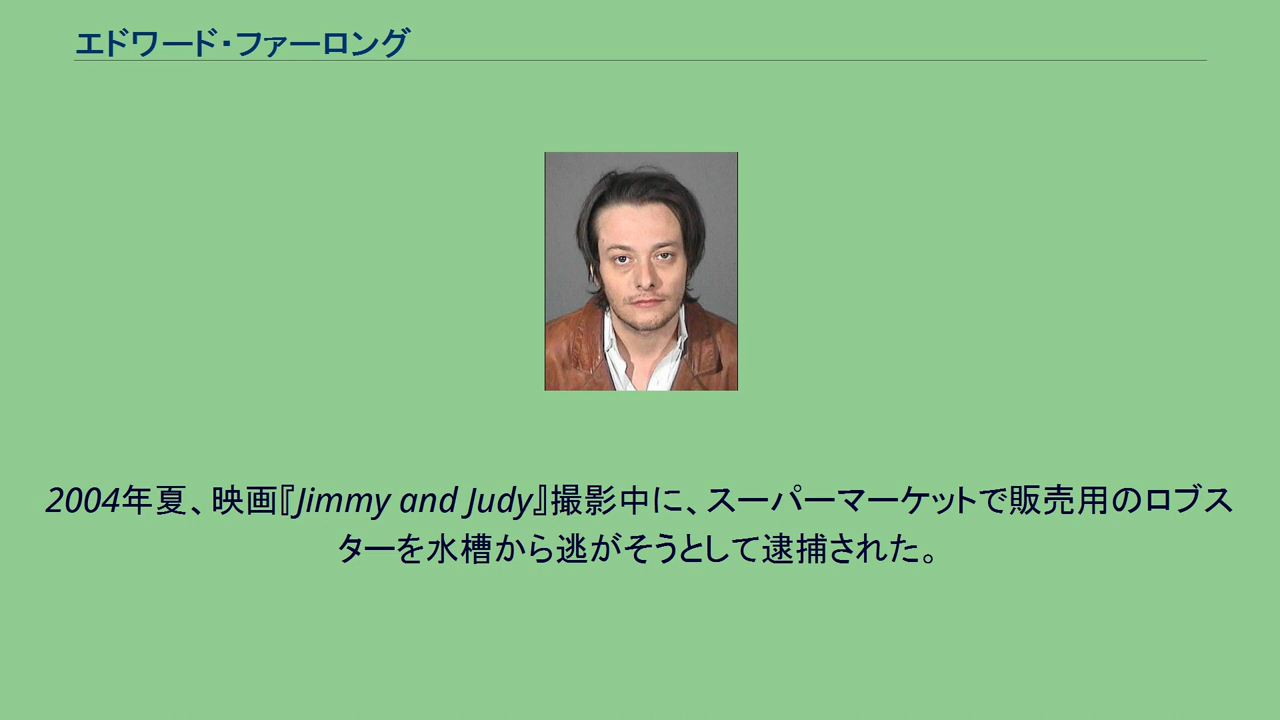 エドワード・ファーロング
2004年夏、映画『Jimmy and Judy』撮影中に、スーパーマーケットで販売用のロブス
ターを水槽から逃がそうとして逮捕された。